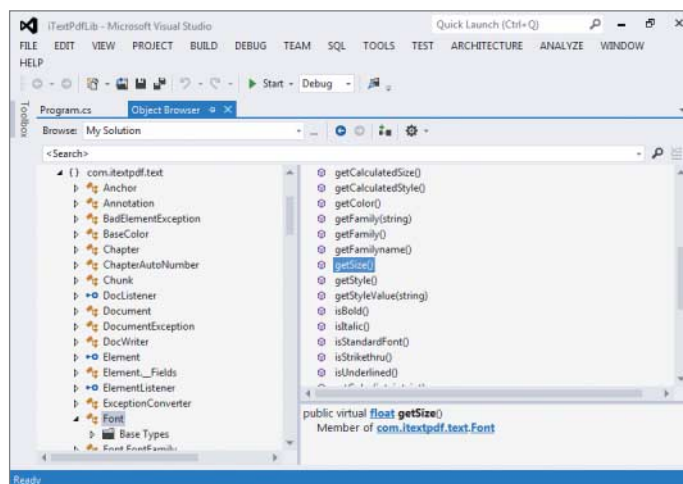 iTextPdfLib - Microsoft Visual Studio
Quick Launch (Ctrl+Q)
FILE EDIT VIEW PROJECT BUILD DEBUG TEAM SQL TOOLS TEST ARCHITECTURE ANALYZE WINDOW
HELP
Start Debug
Toolbox
Program.cs Object Browser
Browse: My Solution
<Search>
{} com.itextpdf.text
Anchor
Annotation
BadElementException
BaseColor
Chapter
ChapterAutoNumber
Chunk
DocListener
Document
DocumentException
DocWriter
Element
Element.__Fields
ElementListener
ExceptionConverter
Font
Base Types
Font.FontFamily
getCalculatedSize()
getCalculatedStyle()
getColor()
getFamily(string)
getFamily()
getFamilyname()
getSize()
getStyle()
getStyleValue(string)
isBold()
isItalic()
isStandardFont()
isStrikethru()
isUnderlined()
public virtual float getSize()
Member of com.itextpdf.text.Font
Ready